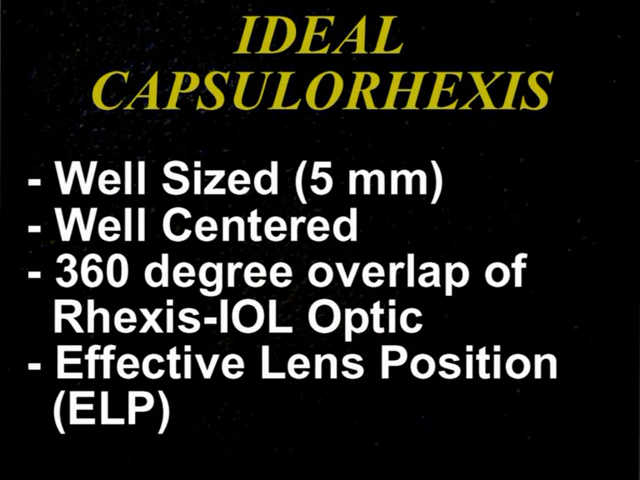 IDEAL
CAPSULORHEXIS
- Well Sized (5 mm)
- Well Centered
- 360 degree overlap of
Rhexis-IOL Optic
- Effective Lens Position
(ELP)